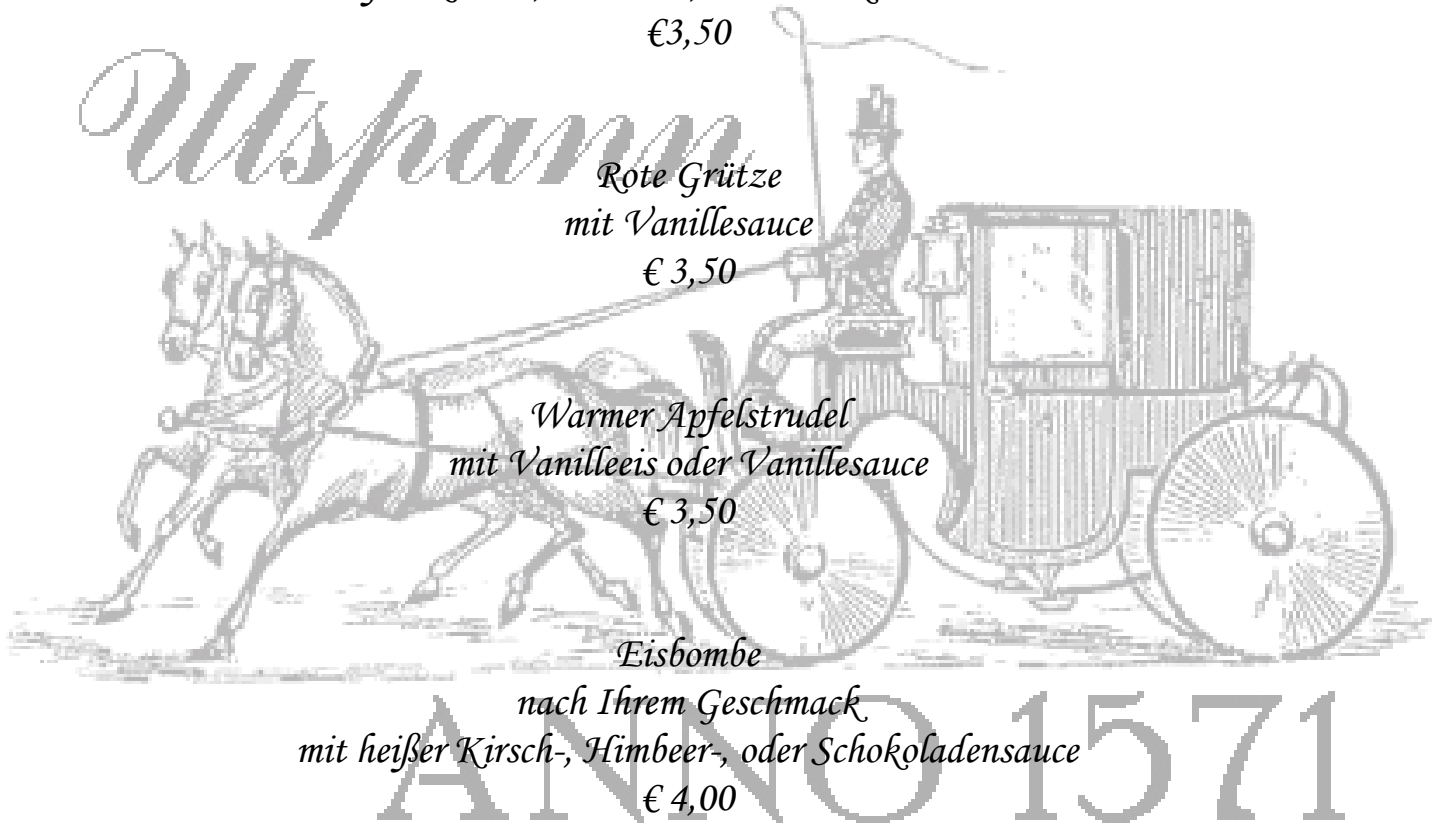 €3,50
Utspann
Rote Grütze
mit Vanillesauce
€ 3,50
Warmer Apfelstrudel
mit Vanilleeis oder Vanillesauce
€ 3,50
Eisbombe
nach Ihrem Geschmack
mit heißer Kirsch-, Himbeer-, oder Schokoladensauce
€ 4,00
ANNO 1571